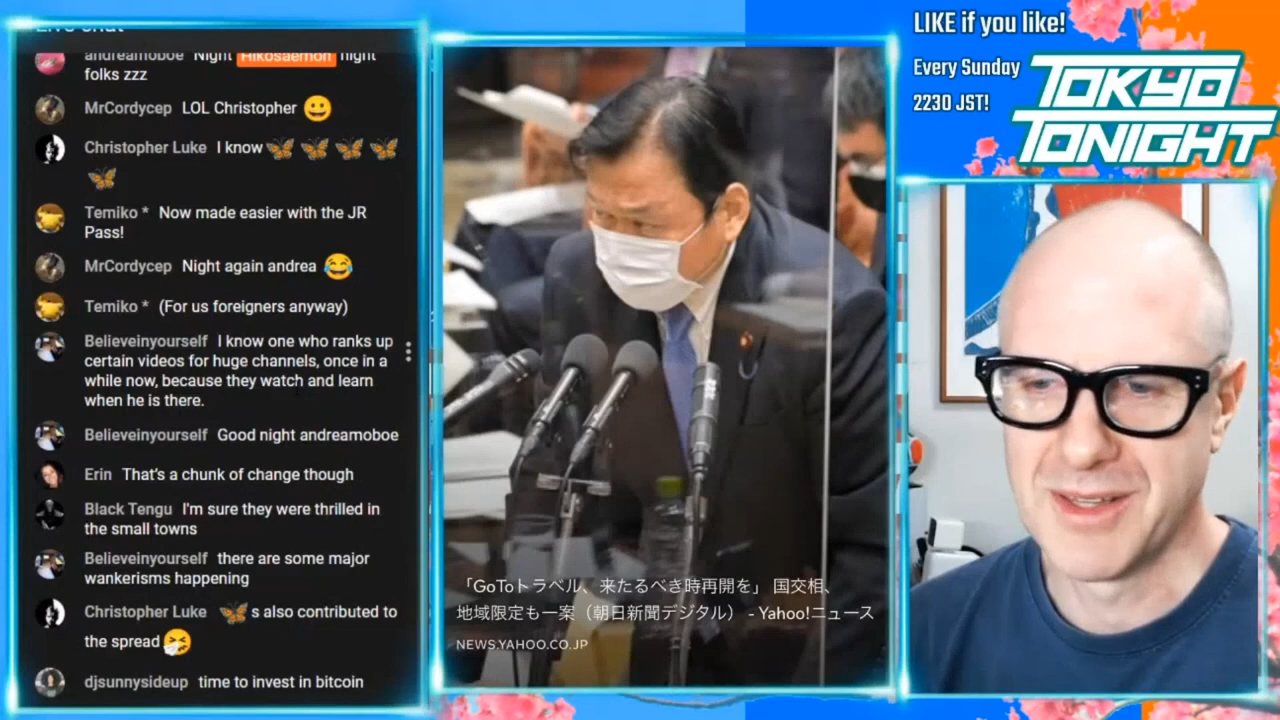 Live chat
andreamoboe Night Hikosaemon night
folks zzz
MrCordycep LOL Christopher 😀
Christopher Luke I know 🦋 🦋 🦋 🦋
🦋
Temiko * Now made easier with the JR
Pass!
MrCordycep Night again andrea 😂
Temiko * (For us foreigners anyway)
Believeinyourself I know one who ranks up
certain videos for huge channels, once in a
while now, because they watch and learn
when he is there.
Believeinyourself Good night andreamoboe
Erin That's a chunk of change though
Black Tengu I'm sure they were thrilled in
the small towns
Believeinyourself there are some major
wankerisms happening
Christopher Luke 🦋 s also contributed to
the spread 🤧
djsunnysideup time to invest in bitcoin
「GoToトラベル、来たるべき時再開を」 国交相、
地域限定も一案（朝日新聞デジタル） - Yahoo!ニュース
NEWS.YAHOO.CO.JP
LIKE if you like!
Every Sunday
2230 JST!
TOKYO
TONIGHT